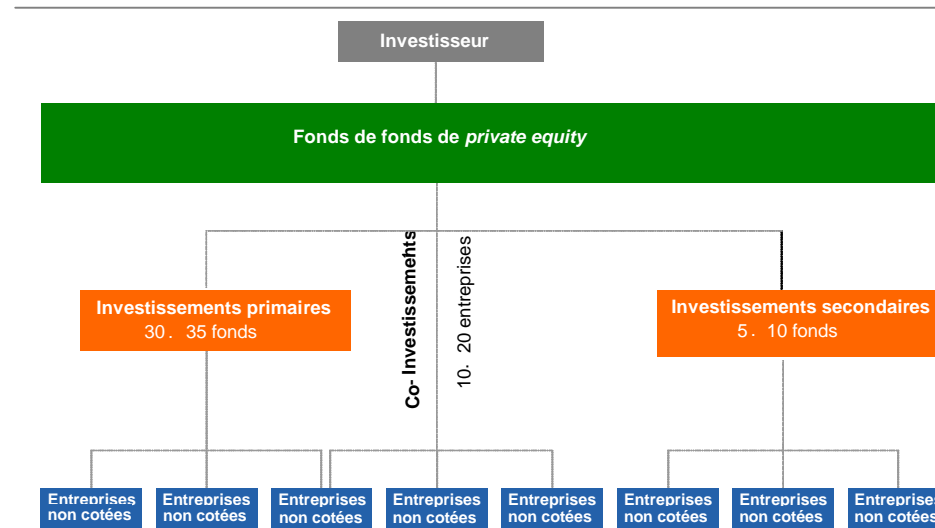 Investisseur
Fonds de fonds de private equity
Co- Investissemehts
10. 20 entreprises
Investissements primaires
30. 35 fonds
Investissements secondaires
5. 10 fonds
Entreprises
non cotées
Entreprises
non cotées
Entreprises
non cotées
Entreprises
non cotées
Entreprises
non cotées
Entreprises
non cotées
Entreprises
non cotées
Entreprises
non cotées